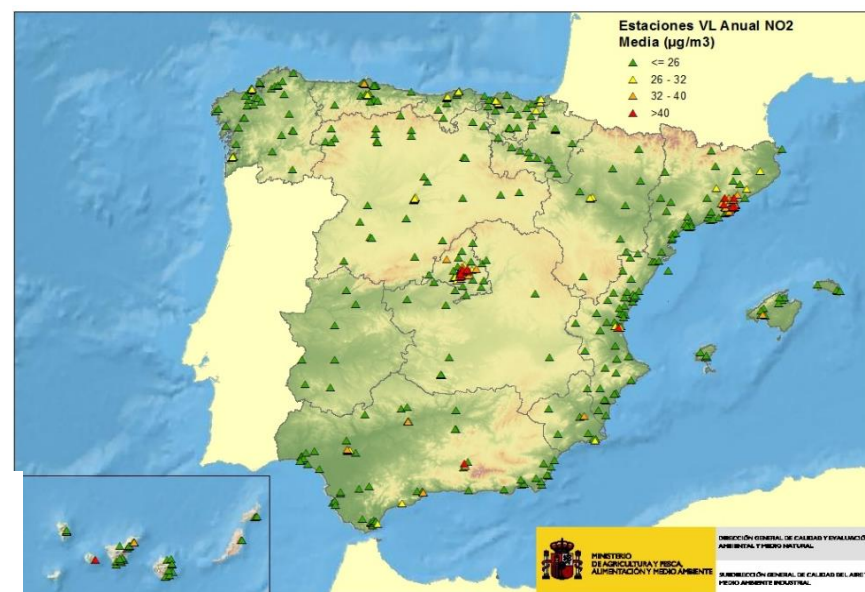 Estaciones VL Anual NO2
Media (µg/m3)
<= 26
26 - 32
32 - 40
>40
MINISTERIO
DE AGRICULTURA Y PESCA,
ALIMENTACIÓN Y MEDIO AMBIENTE
DIRECCIÓN GENERAL DE CALIDAD Y EVALUACIÓ
AMBIENTAL Y MEDIO NATURAL
SUBDIRECCIÓN GENERAL DE CALIDAD DEL AIRE Y
MEDIO AMBIENTE INDUSTRIAL